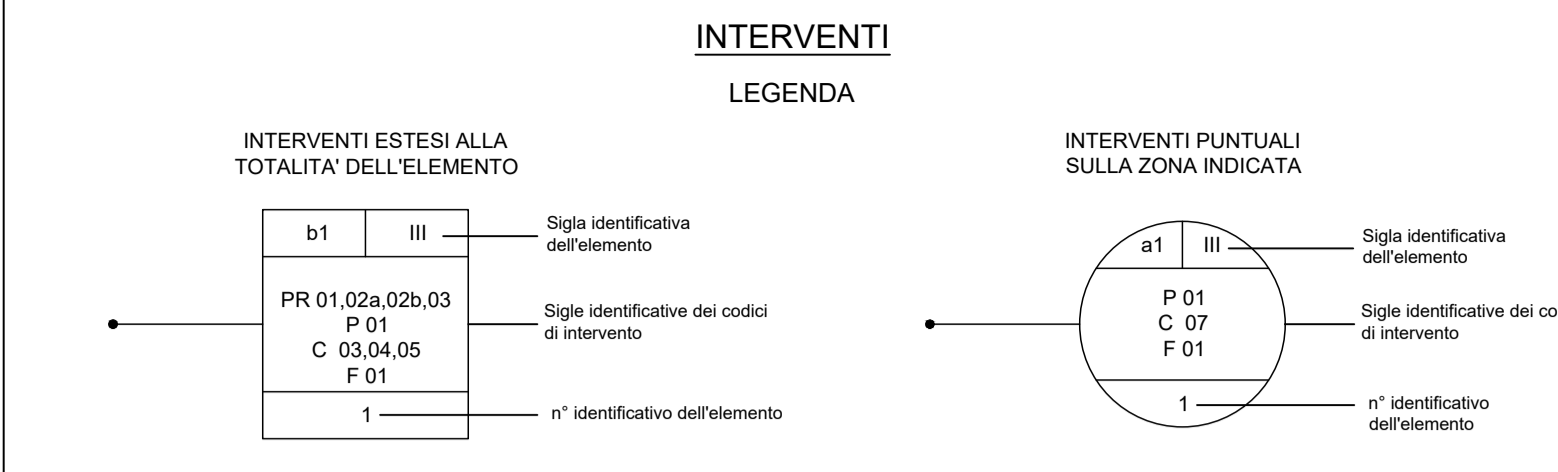 INTERVENTI
LEGENDA
INTERVENTI ESTESI ALLA
TOTALITA' DELL'ELEMENTO
b1 III
Sigla identificativa
dell'elemento
PR 01,02a,02b,03
P 01
C 03,04,05
F 01
Sigle identificative dei codici
di intervento
1
n° identificativo dell'elemento
INTERVENTI PUNTUALI
SULLA ZONA INDICATA
a1 III
Sigla identificativa
dell'elemento
P 01
C 07
F 01
Sigle identificative dei co
di intervento
1
n° identificativo
dell'elemento